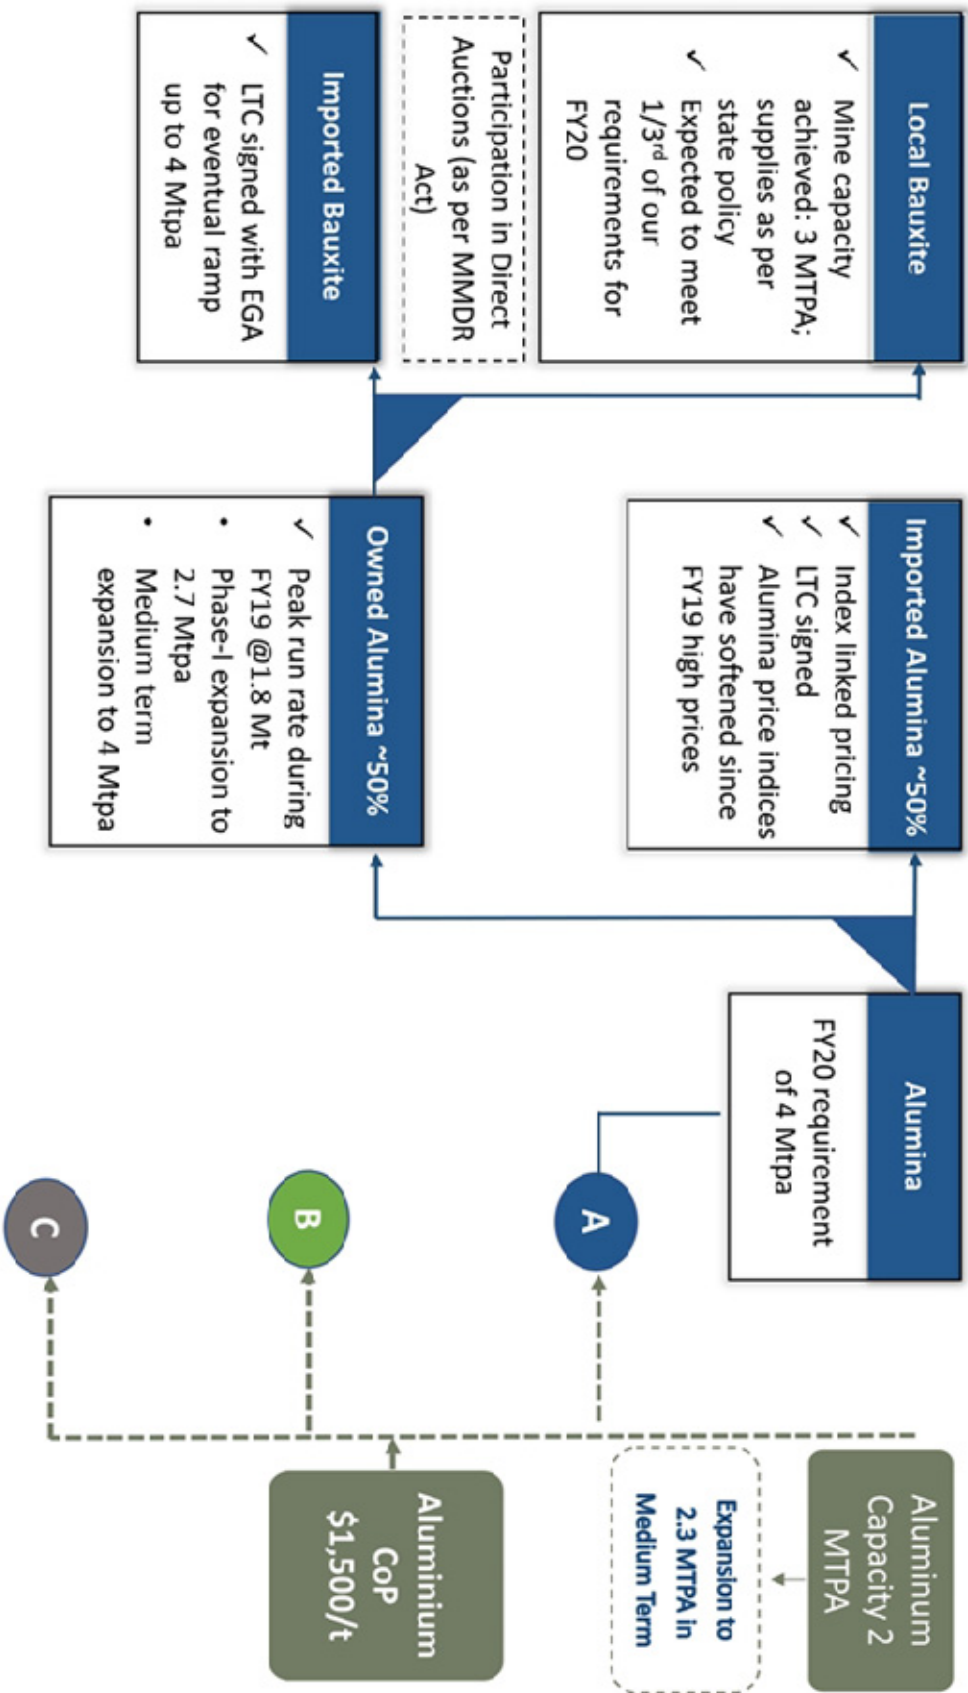 Local Bauxite
✓ Mine capacity
achieved: 3 MTPA;
supplies as per
state policy
✓ Expected to meet
1/3rd of our
requirements for
FY20
Participation in Direct
Auctions (as per MMDR
Act)
Imported Bauxite
✓ LTC signed with EGA
for eventual ramp
up to 4 Mtpa
Imported Alumina ~50%
✓ Index linked pricing
✓ LTC signed
✓ Alumina price indices
have softened since
FY19 high prices
Owned Alumina ~50%
✓ Peak run rate during
FY19 @1.8 Mt
• Phase-I expansion to
2.7 Mtpa
• Medium term
expansion to 4 Mtpa
Alumina
FY20 requirement
of 4 Mtpa
A
B
C
Aluminum
Capacity 2
MTPA
Expansion to
2.3 MTPA in
Medium Term
Aluminium
CoP
$1,500/t